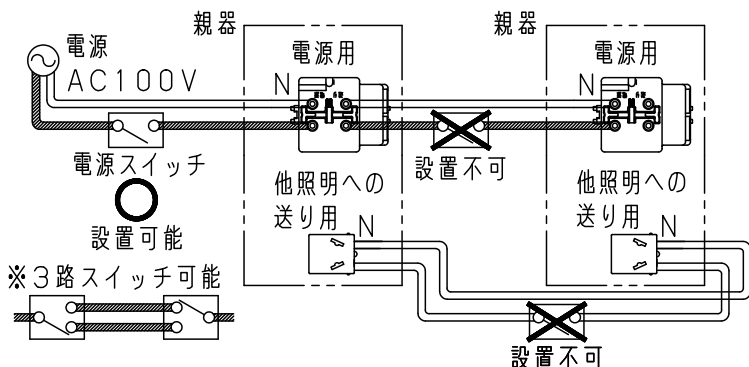 親器
親器
電源
AC100V
電源用
N
電源用
N
電源スイッチ
設置可能
設置不可
他照明への
送り用
N
他照明への
送り用
N
※3路スイッチ可能
設置不可